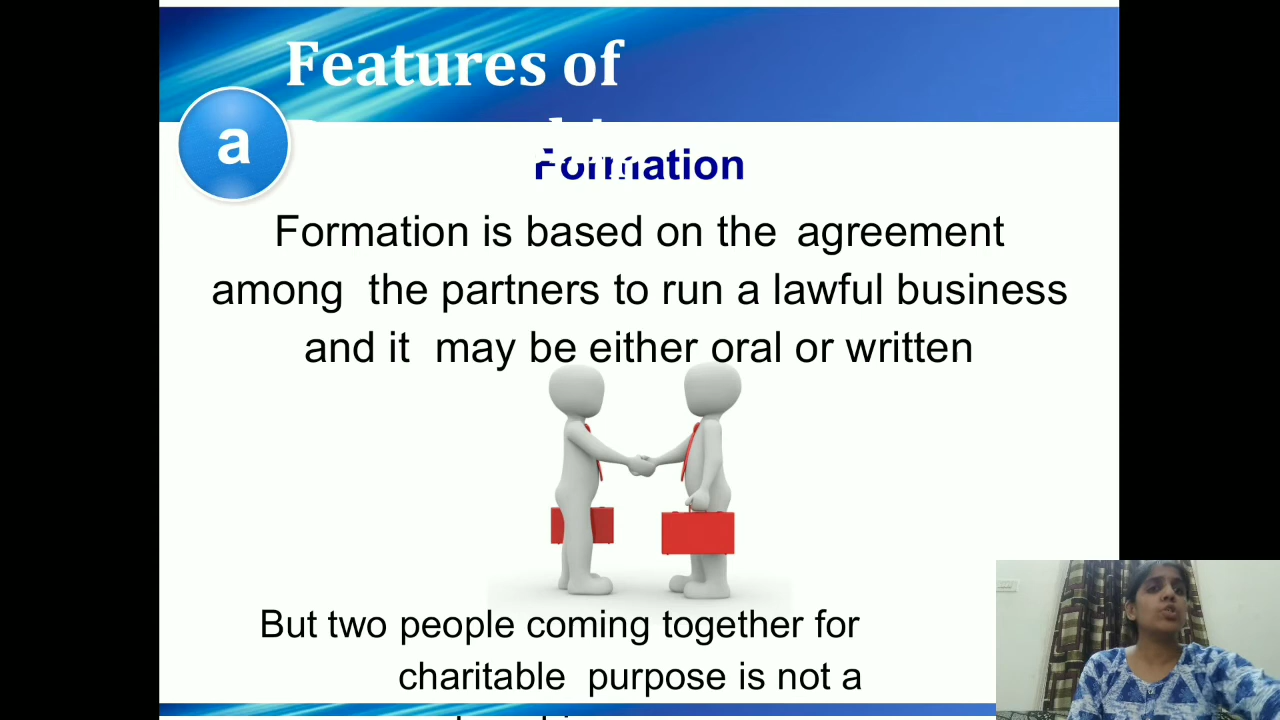 Features of
a
Formation
Formation is based on the agreement
among the partners to run a lawful business
and it may be either oral or written
But two people coming together for
charitable purpose is not a